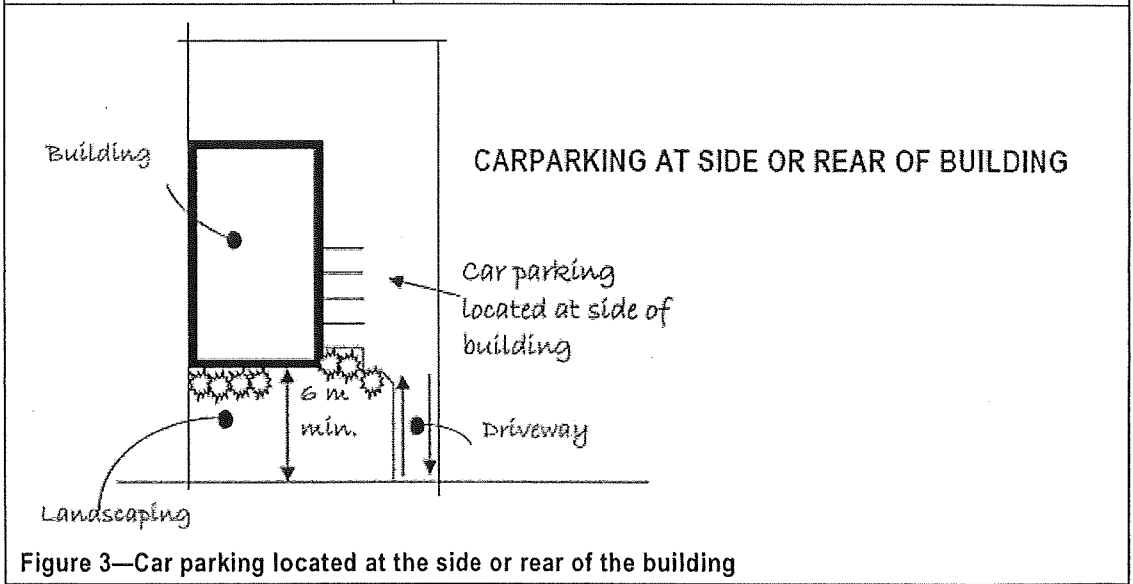 Building
CARPARKING AT SIDE OR REAR OF BUILDING
Car parking
located at side of
building
6 m
min.
Driveway
Landscaping
Figure 3—Car parking located at the side or rear of the building